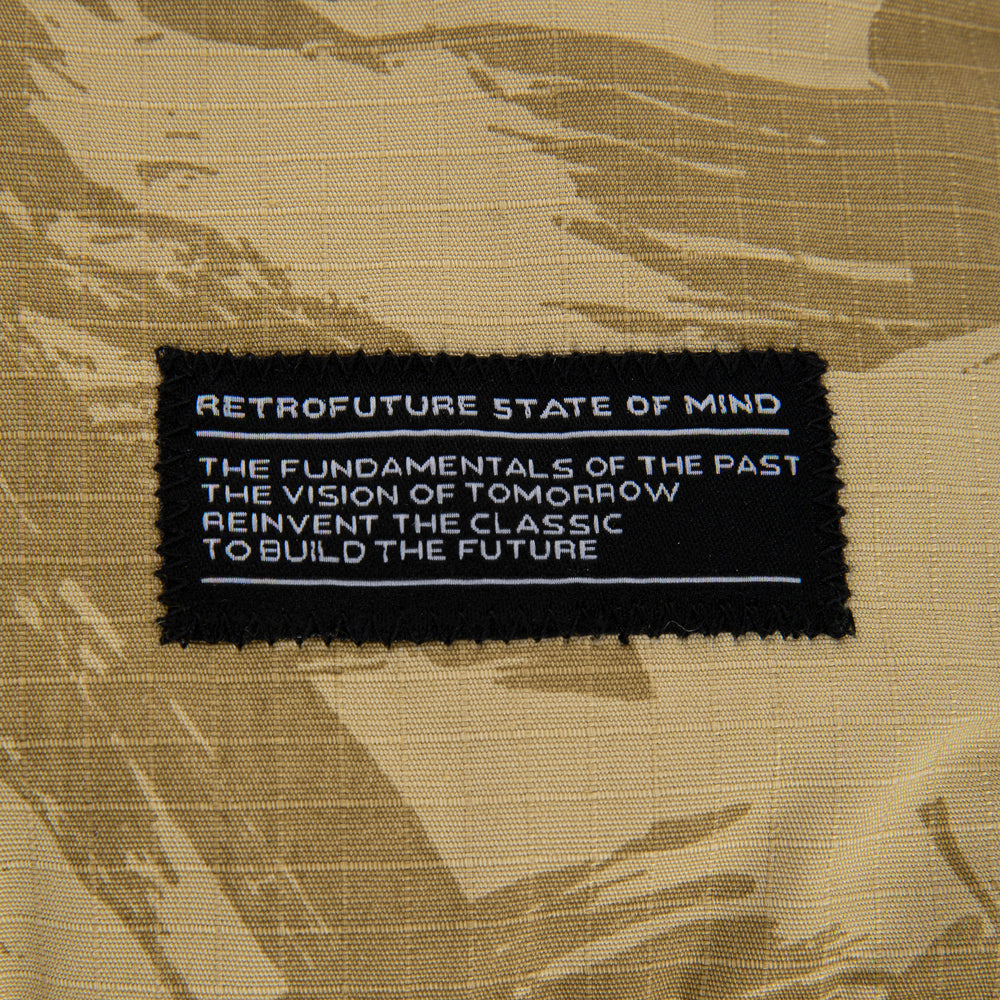 RETROFUTURE STATE OF MIND
THE FUNDAMENTALS OF THE PAST
THE VISION OF TOMORROW
REINVENT THE CLASSIC
TO BUILD THE FUTURE